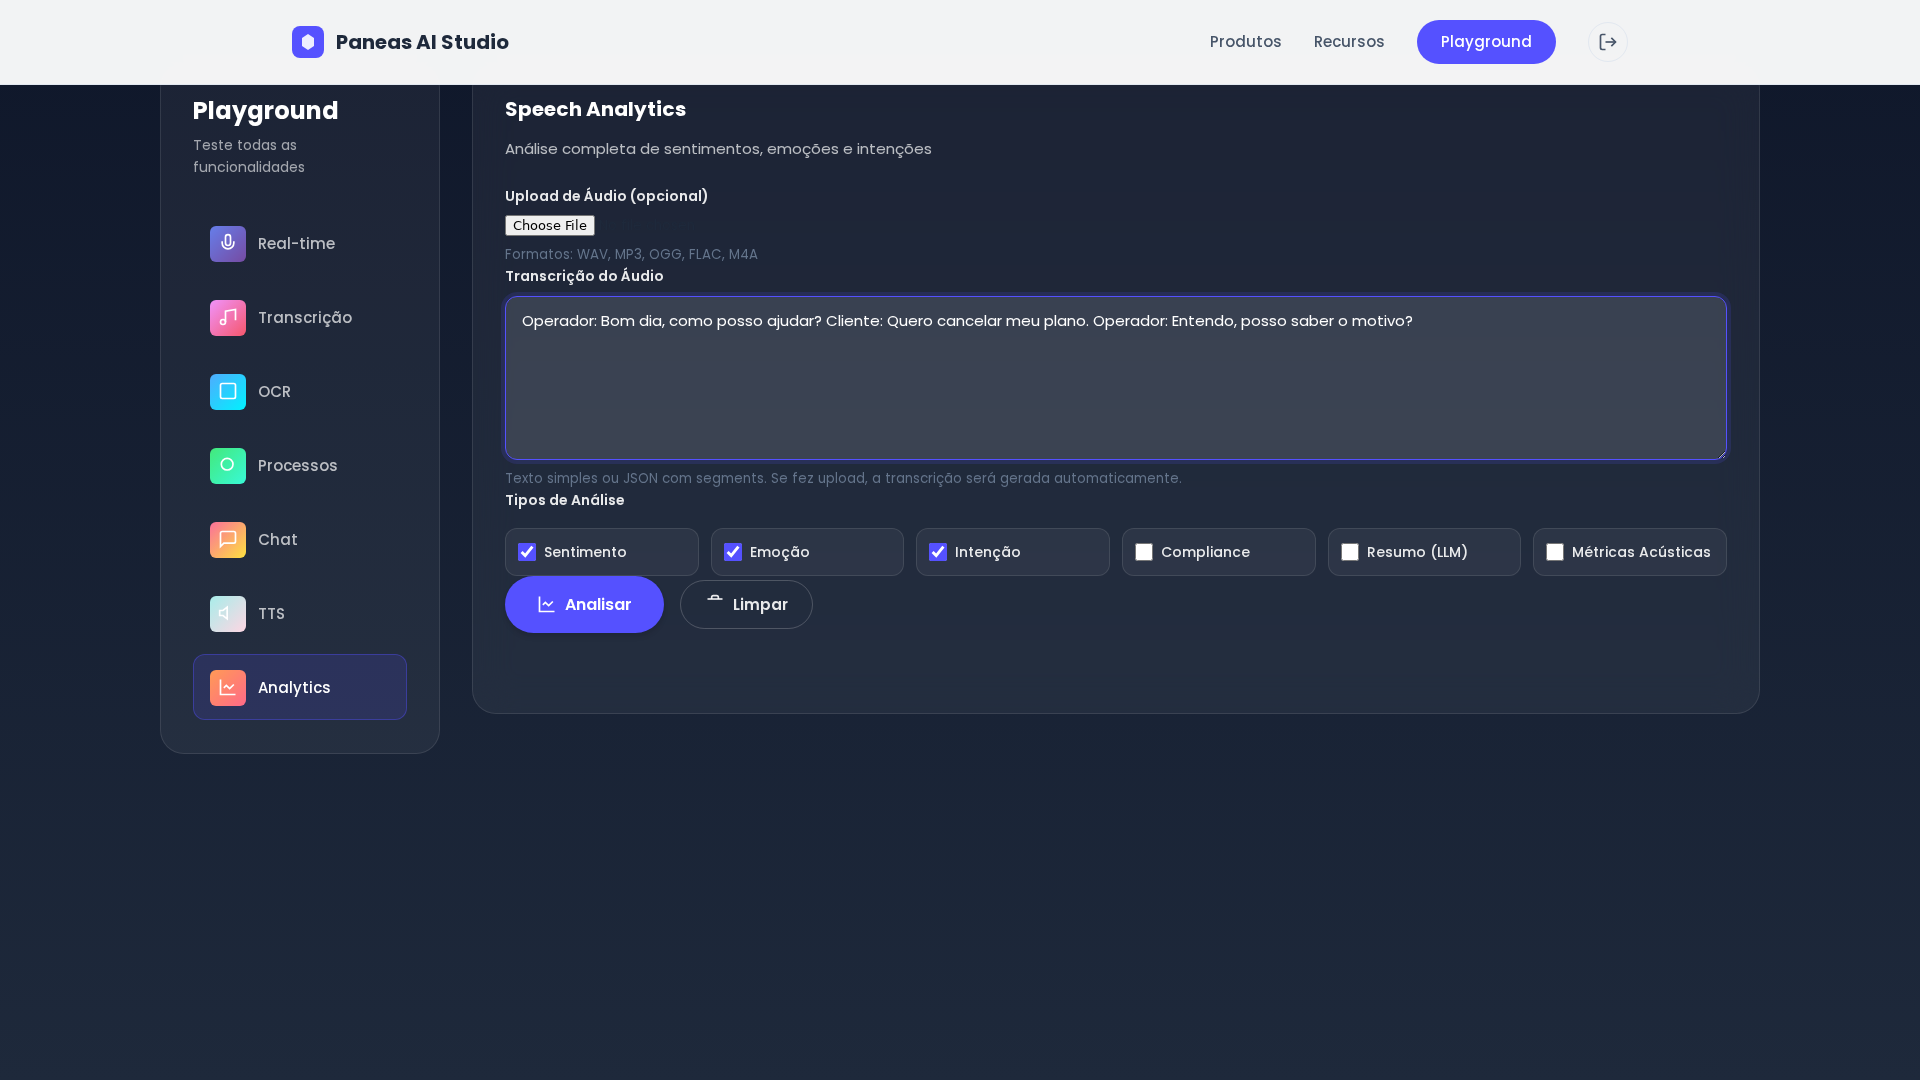 Paneas AI Studio
Produtos
Recursos
Playground
Playground
Teste todas as
funcionalidades
Real-time
Transcrição
OCR
Processos
Chat
TTS
Analytics
Speech Analytics
Análise completa de sentimentos, emoções e intenções
Upload de Áudio (opcional)
Choose File
Formatos: WAV, MP3, OGG, FLAC, M4A
Transcrição do Áudio
Operador: Bom dia, como posso ajudar? Cliente: Quero cancelar meu plano. Operador: Entendo, posso saber o motivo?
Texto simples ou JSON com segments. Se fez upload, a transcrição será gerada automaticamente.
Tipos de Análise
Sentimento
Emoção
Intenção
Compliance
Resumo (LLM)
Métricas Acústicas
Analisar
Limpar